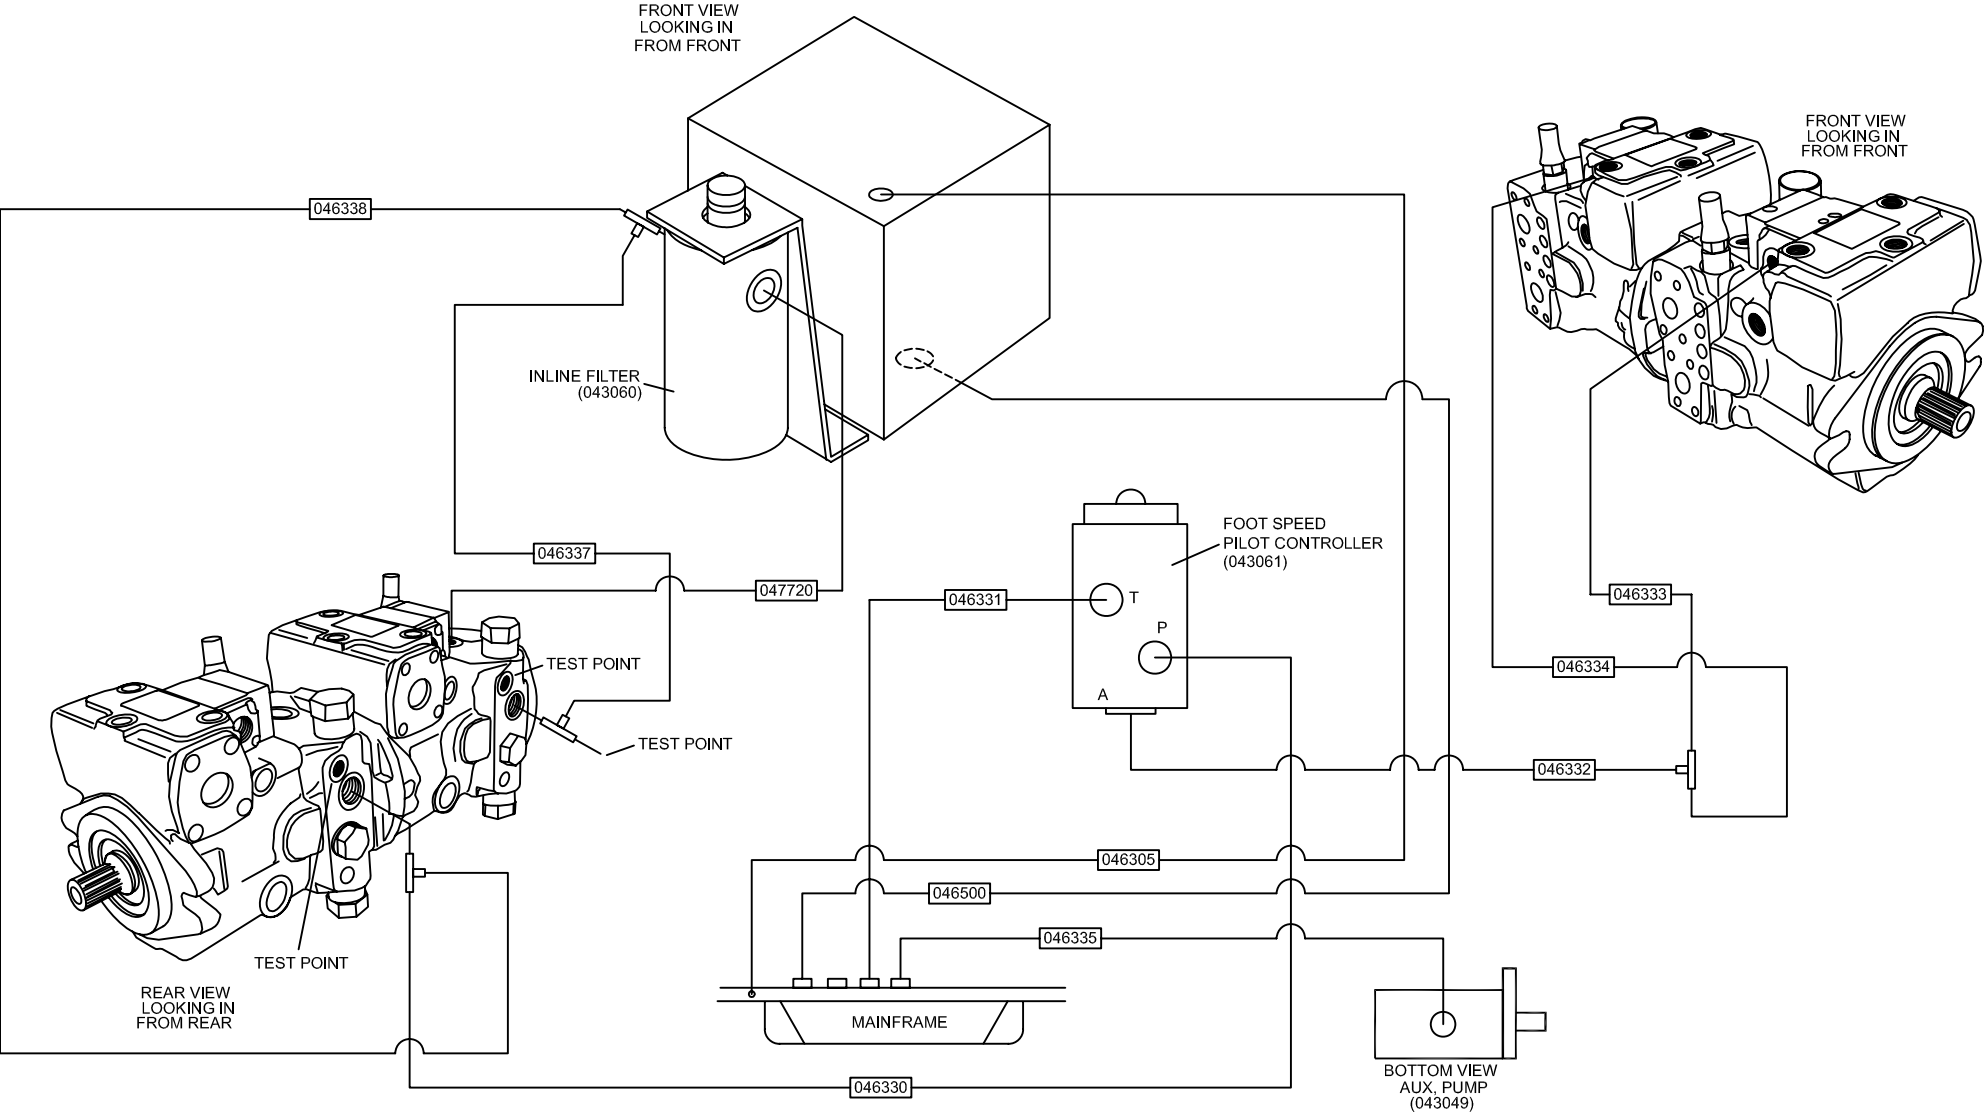 FRONT VIEW
LOOKING IN
FROM FRONT
FRONT VIEW
LOOKING IN
FROM FRONT
046338
INLINE FILTER
(043060)
FOOT SPEED
PILOT CONTROLLER
(043061)
046337
047720
046331
T
P
A
046333
046334
TEST POINT
TEST POINT
046332
046305
046500
046335
TEST POINT
REAR VIEW
LOOKING IN
FROM REAR
MAINFRAME
BOTTOM VIEW
AUX, PUMP
(043049)
046330